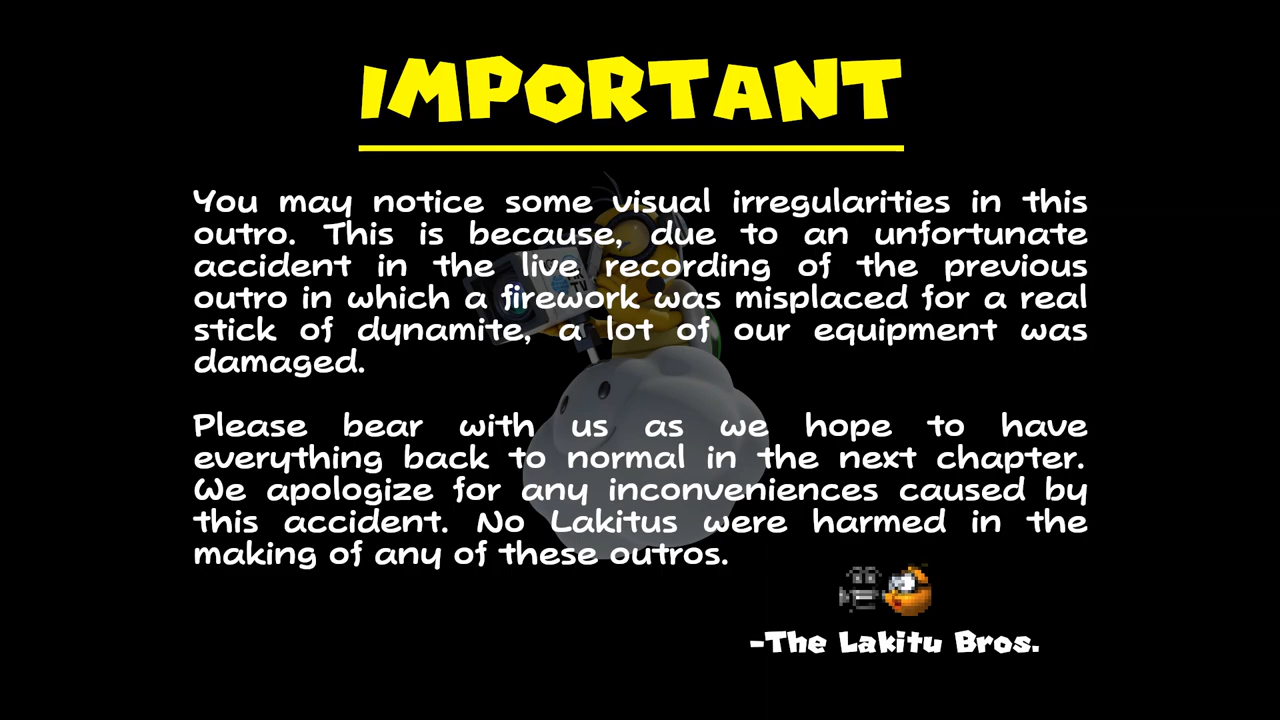 IMPORTANT
You may notice some visual irregularities in this
outro. This is because, due to an unfortunate
accident in the live recording of the previous
outro in which a firework was misplaced for a real
stick of dynamite, a lot of our equipment was
damaged.
Please bear with us as we hope to have
everything back to normal in the next chapter.
We apologize for any inconveniences caused by
this accident. No Lakitus were harmed in the
making of any of these outros.
-The Lakitu Bros.
TV